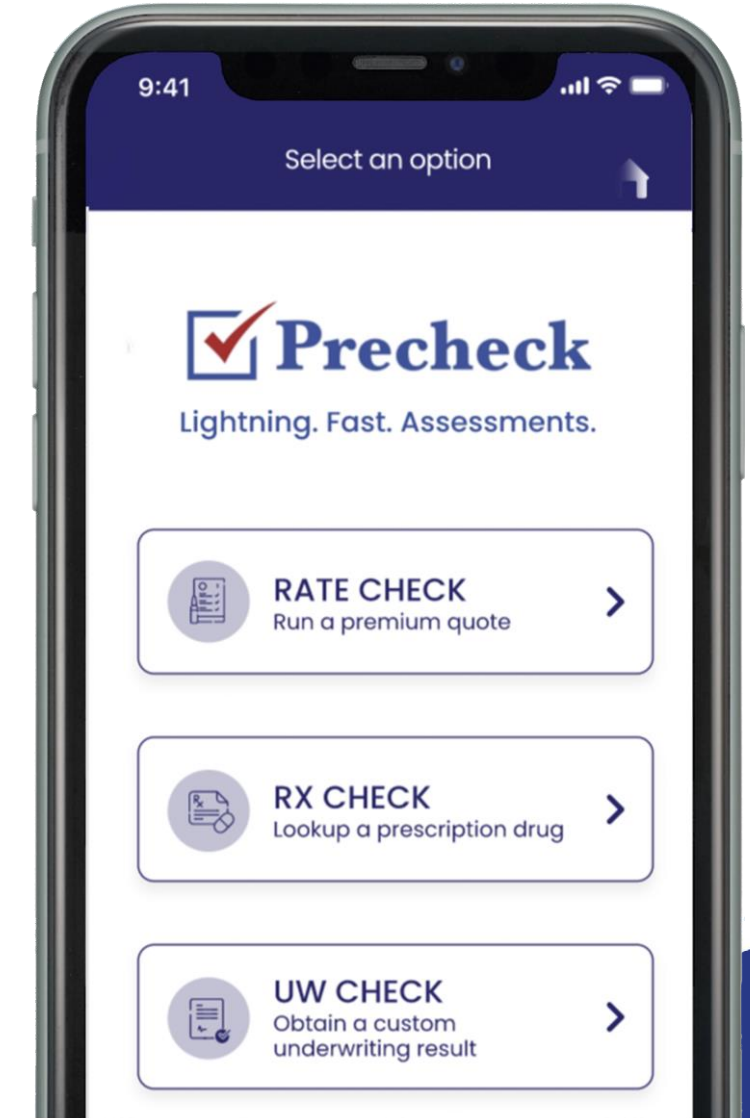 9:41
Select an option
Precheck
Lightning. Fast. Assessments.
RATE CHECK
Run a premium quote
RX CHECK
Lookup a prescription drug
UW CHECK
Obtain a custom
underwriting result